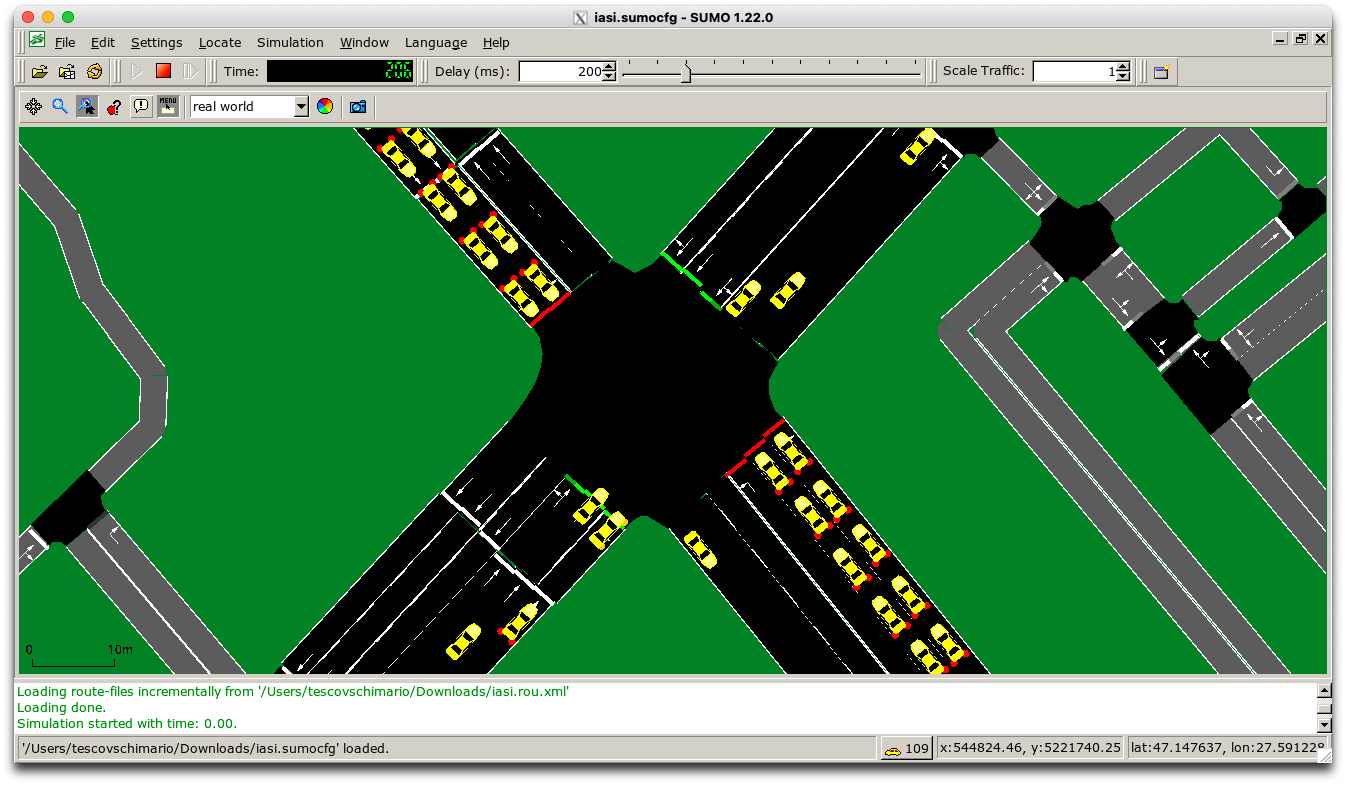 iasi.sumocfg - SUMO 1.22.0
File Edit Settings Locate Simulation Window Language Help
Time: Delay (ms): 200 Scale Traffic: 1
MENU real world
0 10m
Loading route-files incrementally from '/Users/tescovschimario/Downloads/iasi.rou.xml'
Loading done.
Simulation started with time: 0.00.
'/Users/tescovschimario/Downloads/iasi.sumocfg' loaded. 109 x:544824.46, y:5221740.25 lat:47.147637, lon:27.591228